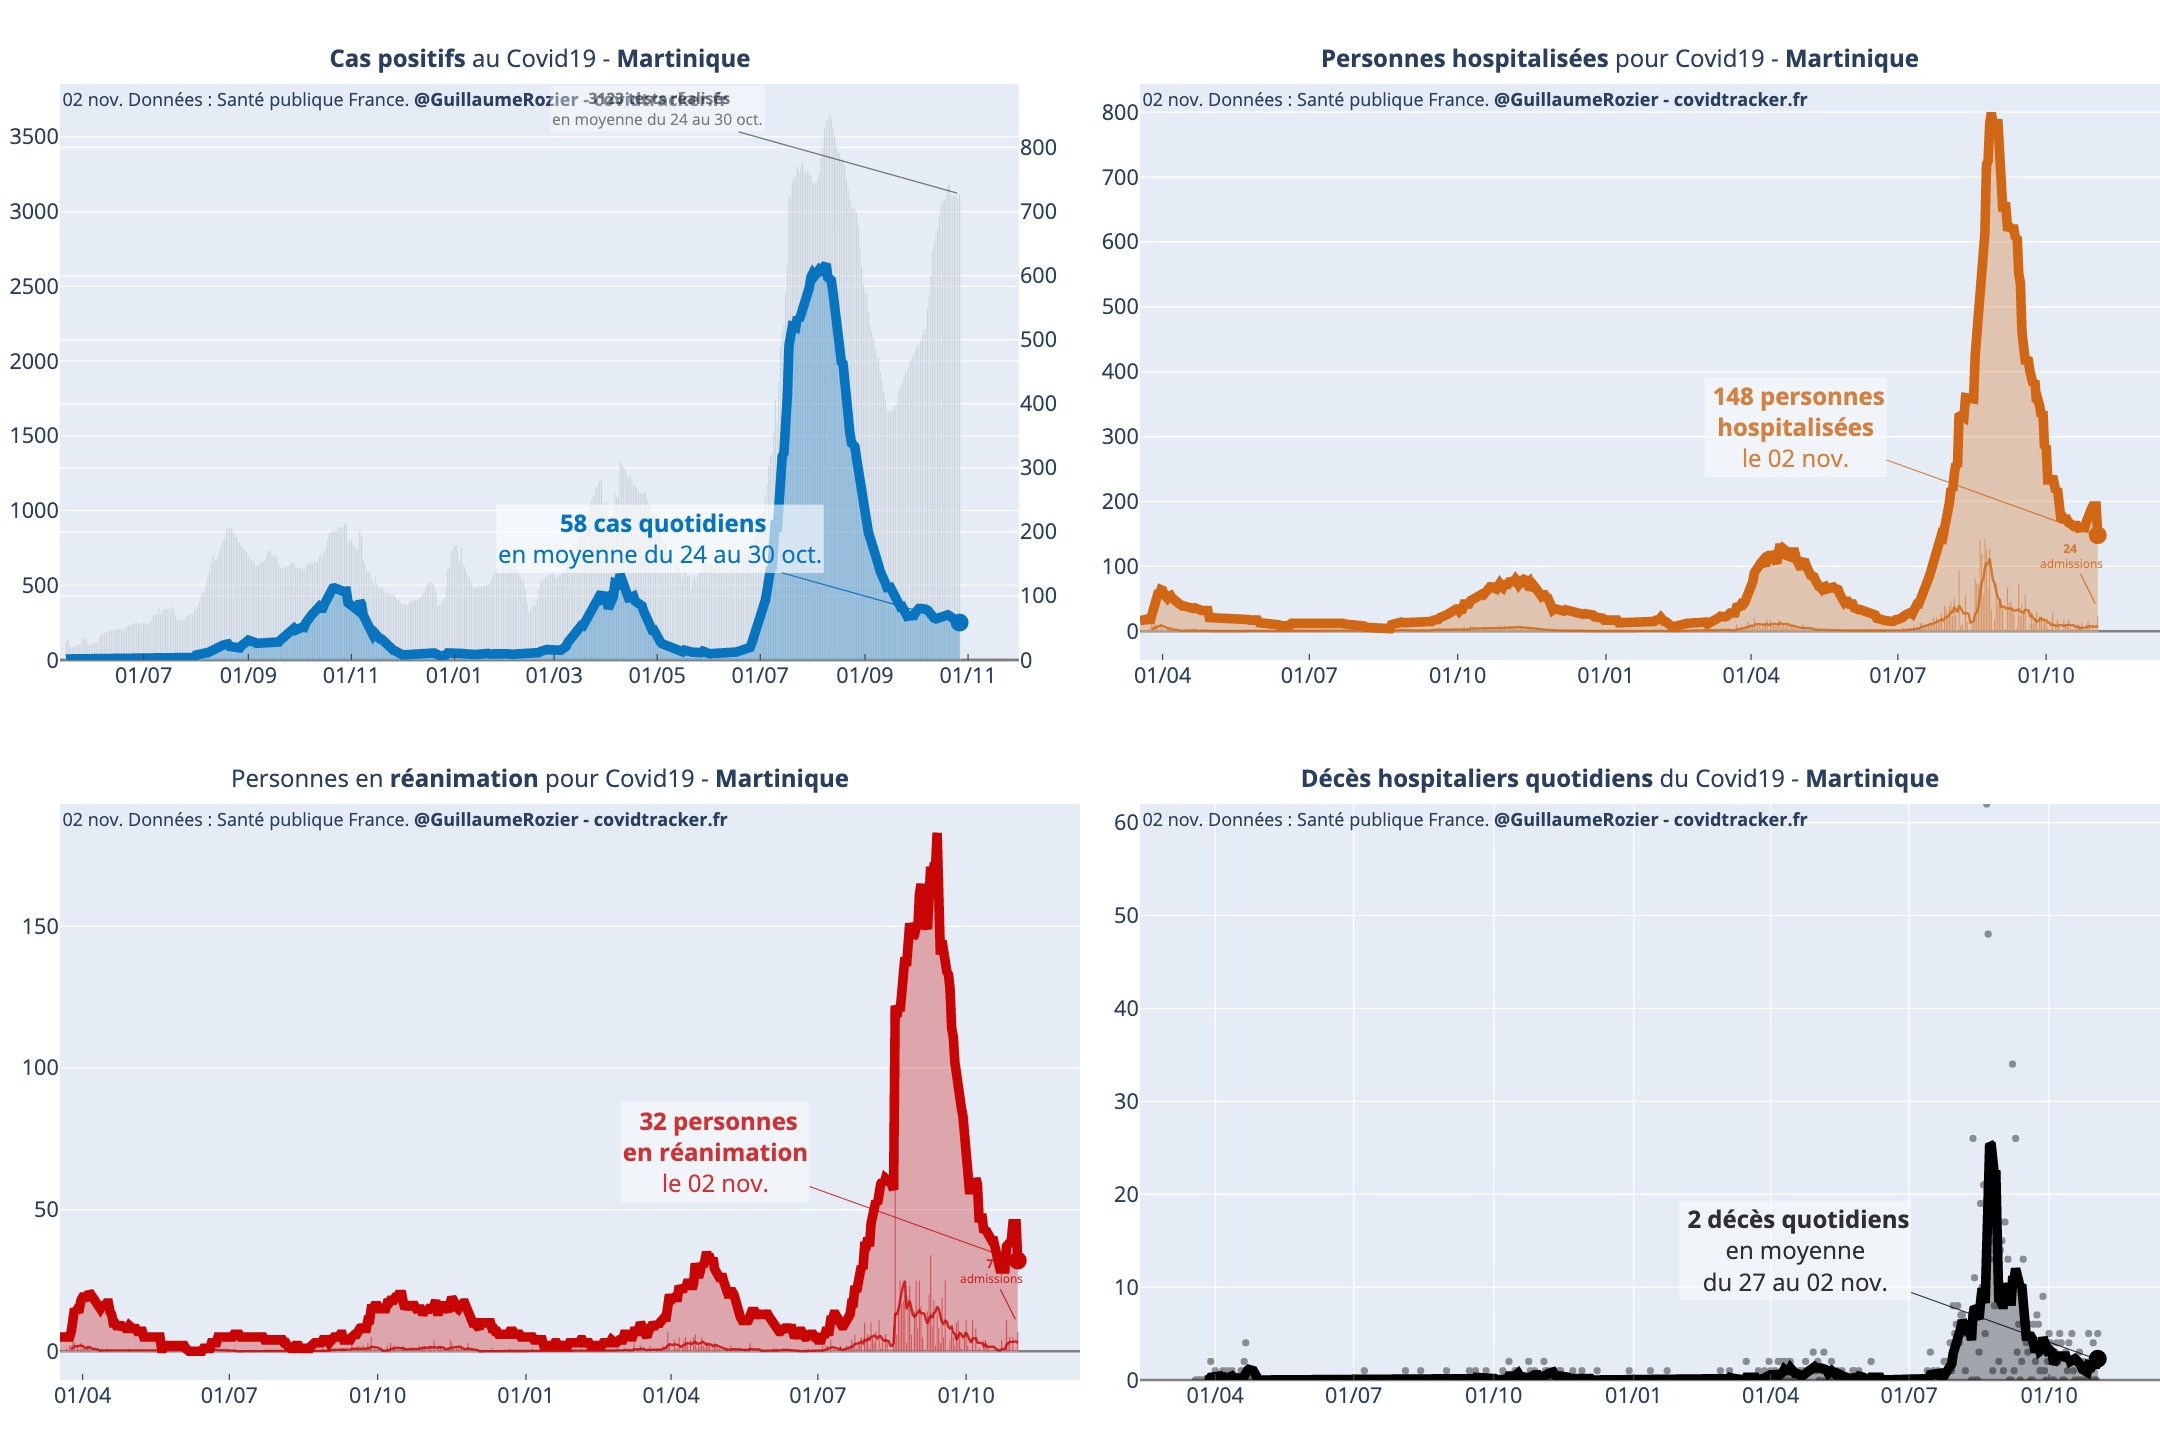 Cas positifs au Covid19 - Martinique
02 nov. Données : Santé publique France. @GuillaumeRozier - covidtracker.fr
3123 tests réalisés
en moyenne du 24 au 30 oct.
3500
3000
2500
2000
1500
1000
500
0
800
700
600
500
400
300
200
100
0
58 cas quotidiens
en moyenne du 24 au 30 oct.
01/07 01/09 01/11 01/01 01/03 01/05 01/07 01/09 01/11
Personnes hospitalisées pour Covid19 - Martinique
02 nov. Données : Santé publique France. @GuillaumeRozier - covidtracker.fr
800
700
600
500
400
300
200
100
0
148 personnes
hospitalisées
le 02 nov.
24
admissions
01/04 01/07 01/10 01/01 01/04 01/07 01/10
Personnes en réanimation pour Covid19 - Martinique
02 nov. Données : Santé publique France. @GuillaumeRozier - covidtracker.fr
150
100
50
0
32 personnes
en réanimation
le 02 nov.
7
admissions
01/04 01/07 01/10 01/01 01/04 01/07 01/10
Décès hospitaliers quotidiens du Covid19 - Martinique
02 nov. Données : Santé publique France. @GuillaumeRozier - covidtracker.fr
60
50
40
30
20
10
0
2 décès quotidiens
en moyenne
du 27 au 02 nov.
01/04 01/07 01/10 01/01 01/04 01/07 01/10